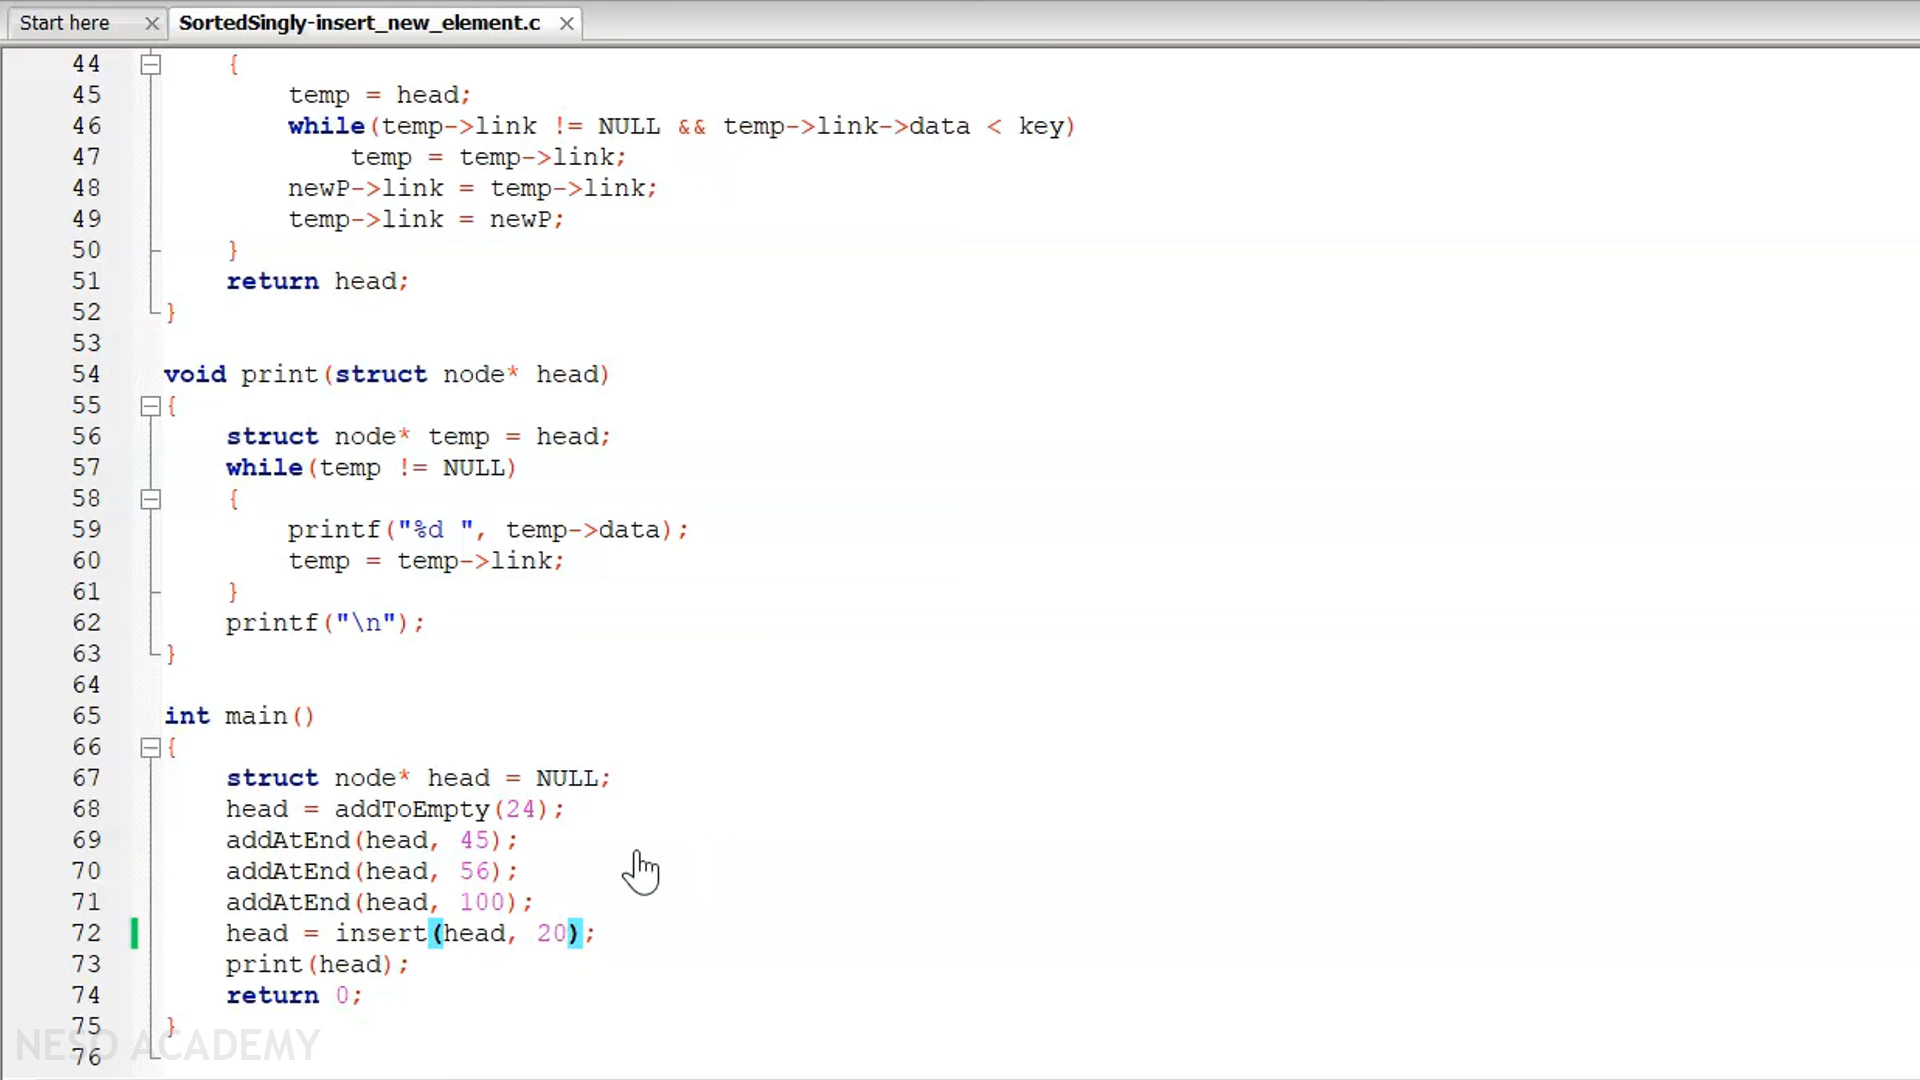 Start here
SortedSingly-insert_new_element.c
44 {
45 temp = head;
46 while(temp->link != NULL && temp->link->data < key)
47 temp = temp->link;
48 newP->link = temp->link;
49 temp->link = newP;
50 }
51 return head;
52 }
53
54 void print(struct node* head)
55 {
56 struct node* temp = head;
57 while(temp != NULL)
58 {
59 printf("%d ", temp->data);
60 temp = temp->link;
61 }
62 printf("\n");
63 }
64
65 int main()
66 {
67 struct node* head = NULL;
68 head = addToEmpty(24);
69 addAtEnd(head, 45);
70 addAtEnd(head, 56);
71 addAtEnd(head, 100);
72 head = insert(head, 20);
73 print(head);
74 return 0;
75 }
NESO ACADEMY
76